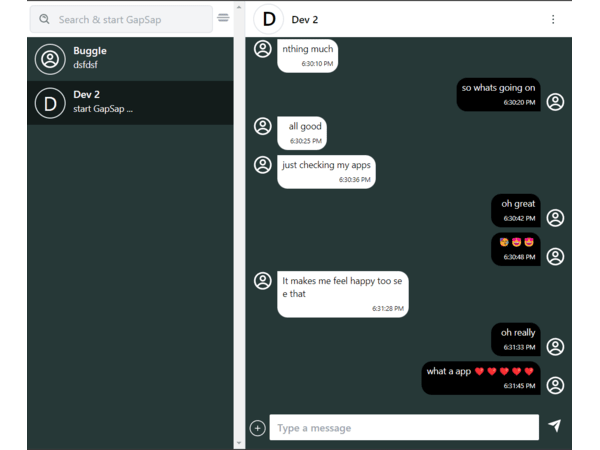 Search & start GapSap
Buggle
dsfdsf
D
Dev 2
start GapSap ...
D
Dev 2
nthing much
6:30:10 PM
so whats going on
6:30:20 PM
all good
6:30:25 PM
just checking my apps
6:30:36 PM
oh great
6:30:42 PM
🥳 🤩 🤩
6:30:48 PM
It makes me feel happy too se
e that
6:31:28 PM
oh really
6:31:33 PM
what a app ❤️ ❤️ ❤️ ❤️ ❤️
6:31:45 PM
Type a message